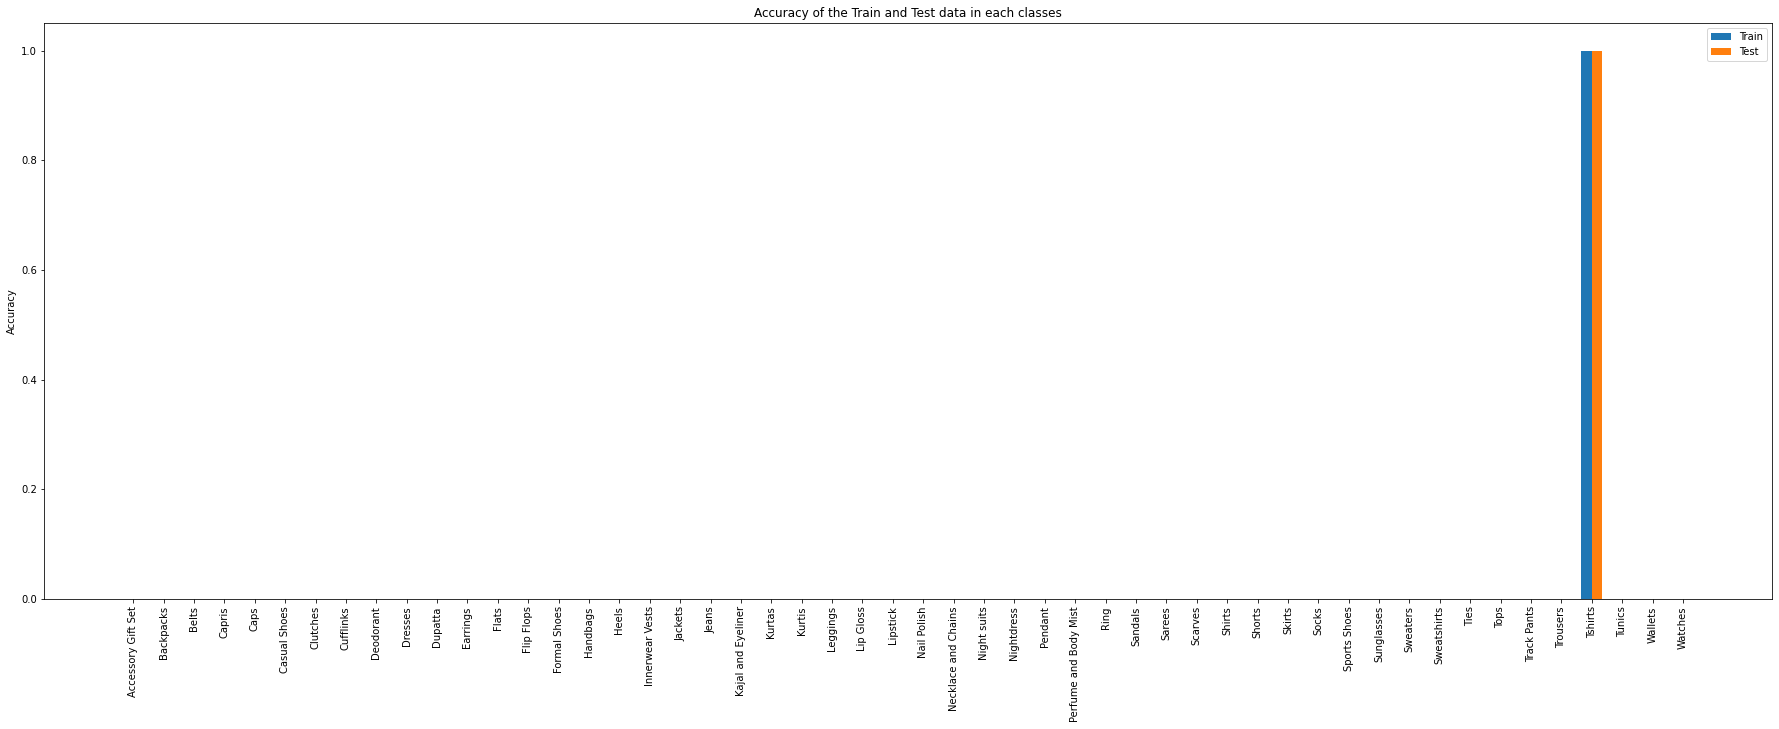 Accuracy of the Train and Test data in each classes
Train
Test
Accuracy
1.0
0.8
0.6
0.4
0.2
0.0
Accessory Gift Set
Backpacks
Belts
Capris
Caps
Casual Shoes
Clutches
Cufflinks
Deodorant
Dresses
Dupatta
Earrings
Flats
Flip Flops
Formal Shoes
Handbags
Heels
Innerwear Vests
Jackets
Jeans
Kajal and Eyeliner
Kurtas
Kurtis
Leggings
Lip Gloss
Lipstick
Nail Polish
Necklace and Chains
Night suits
Nightdress
Pendant
Perfume and Body Mist
Ring
Sandals
Sarees
Scarves
Shirts
Shorts
Skirts
Socks
Sports Shoes
Sunglasses
Sweaters
Sweatshirts
Ties
Tops
Track Pants
Trousers
Tshirts
Tunics
Wallets
Watches